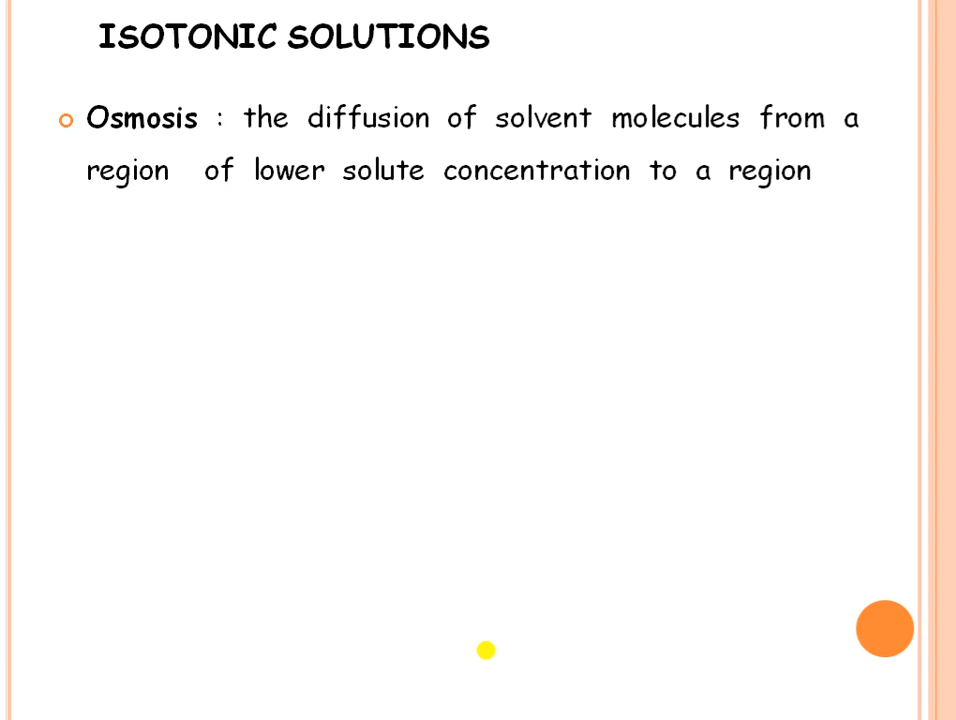 ISOTONIC SOLUTIONS
Osmosis : the diffusion of solvent molecules from a
region of lower solute concentration to a region